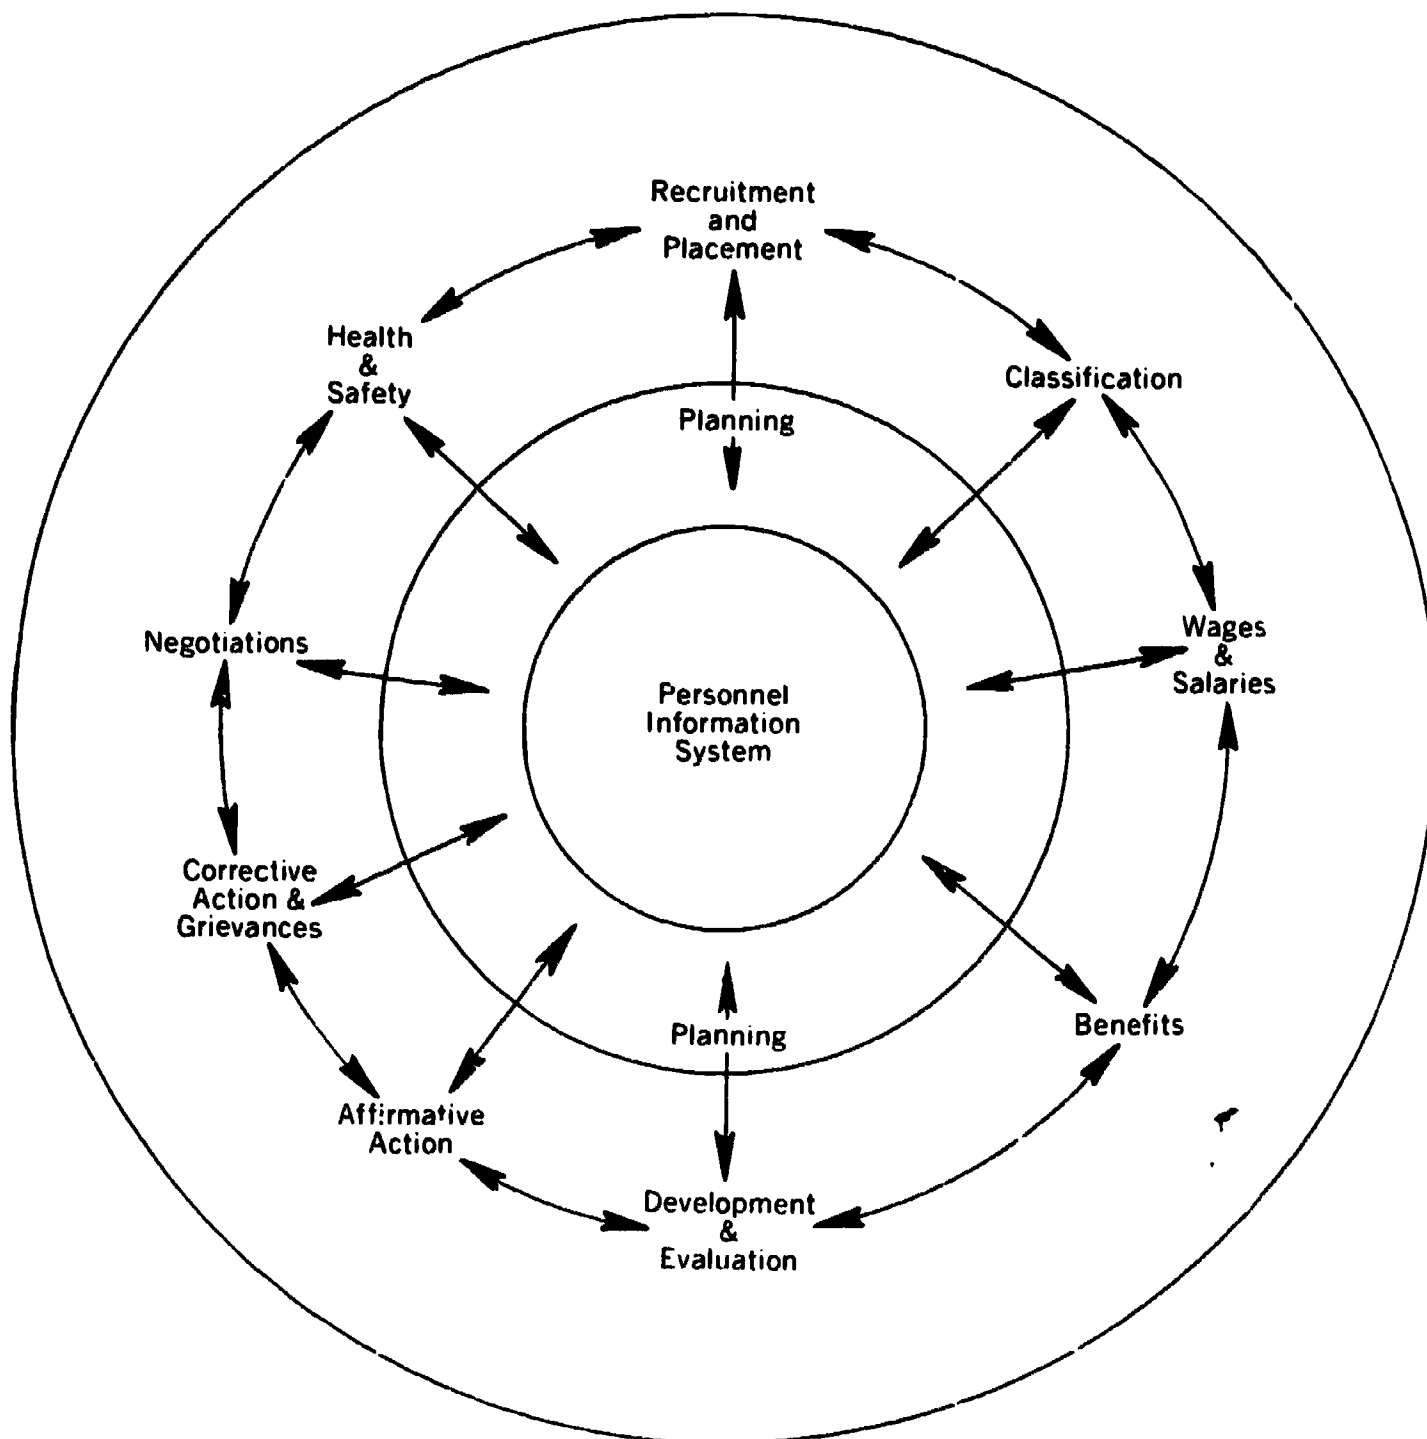 Recruitment
and
Placement
Health
&
Safety
Classification
Planning
Negotiations
Wages
&
Salaries
Personnel
Information
System
Corrective
Action &
Grievances
Planning
Benefits
Affirmative
Action
Development
&
Evaluation